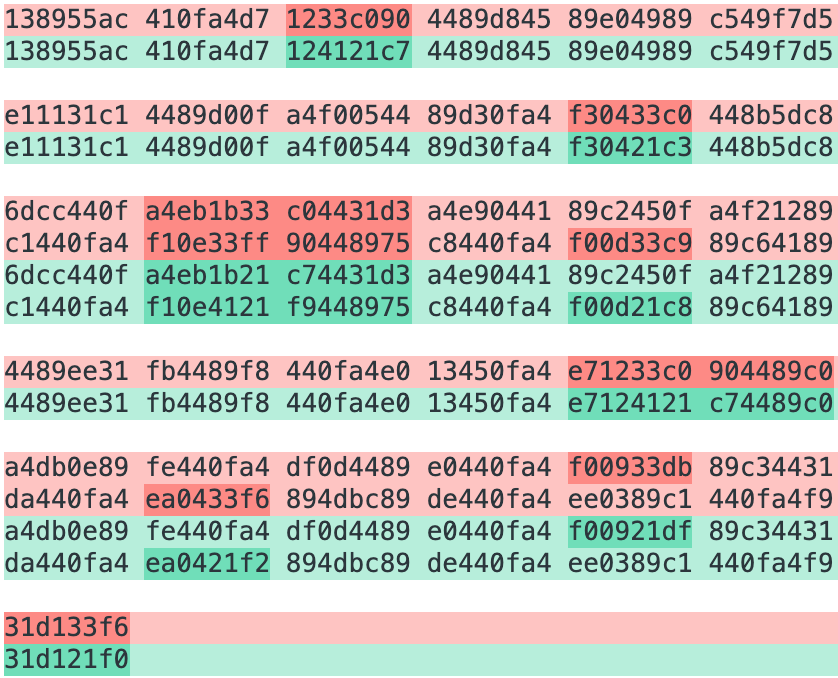 138955ac 410fa4d7 1233c090 4489d845 89e04989 c549f7d5
138955ac 410fa4d7 124121c7 4489d845 89e04989 c549f7d5
e11131c1 4489d00f a4f00544 89d30fa4 f30433c0 448b5dc8
e11131c1 4489d00f a4f00544 89d30fa4 f30421c3 448b5dc8
6dcc440f a4eb1b33 c04431d3 a4e90441 89c2450f a4f21289
c1440fa4 f10e33ff 90448975 c8440fa4 f00d33c9 89c64189
6dcc440f a4eb1b21 c74431d3 a4e90441 89c2450f a4f21289
c1440fa4 f10e4121 f9448975 c8440fa4 f00d21c8 89c64189
4489ee31 fb4489f8 440fa4e0 13450fa4 e71233c0 904489c0
4489ee31 fb4489f8 440fa4e0 13450fa4 e7124121 c74489c0
a4db0e89 fe440fa4 df0d4489 e0440fa4 f00933db 89c34431
da440fa4 ea0433f6 894dbc89 de440fa4 ee0389c1 440fa4f9
a4db0e89 fe440fa4 df0d4489 e0440fa4 f00921df 89c34431
da440fa4 ea0421f2 894dbc89 de440fa4 ee0389c1 440fa4f9
31d133f6
31d121f0